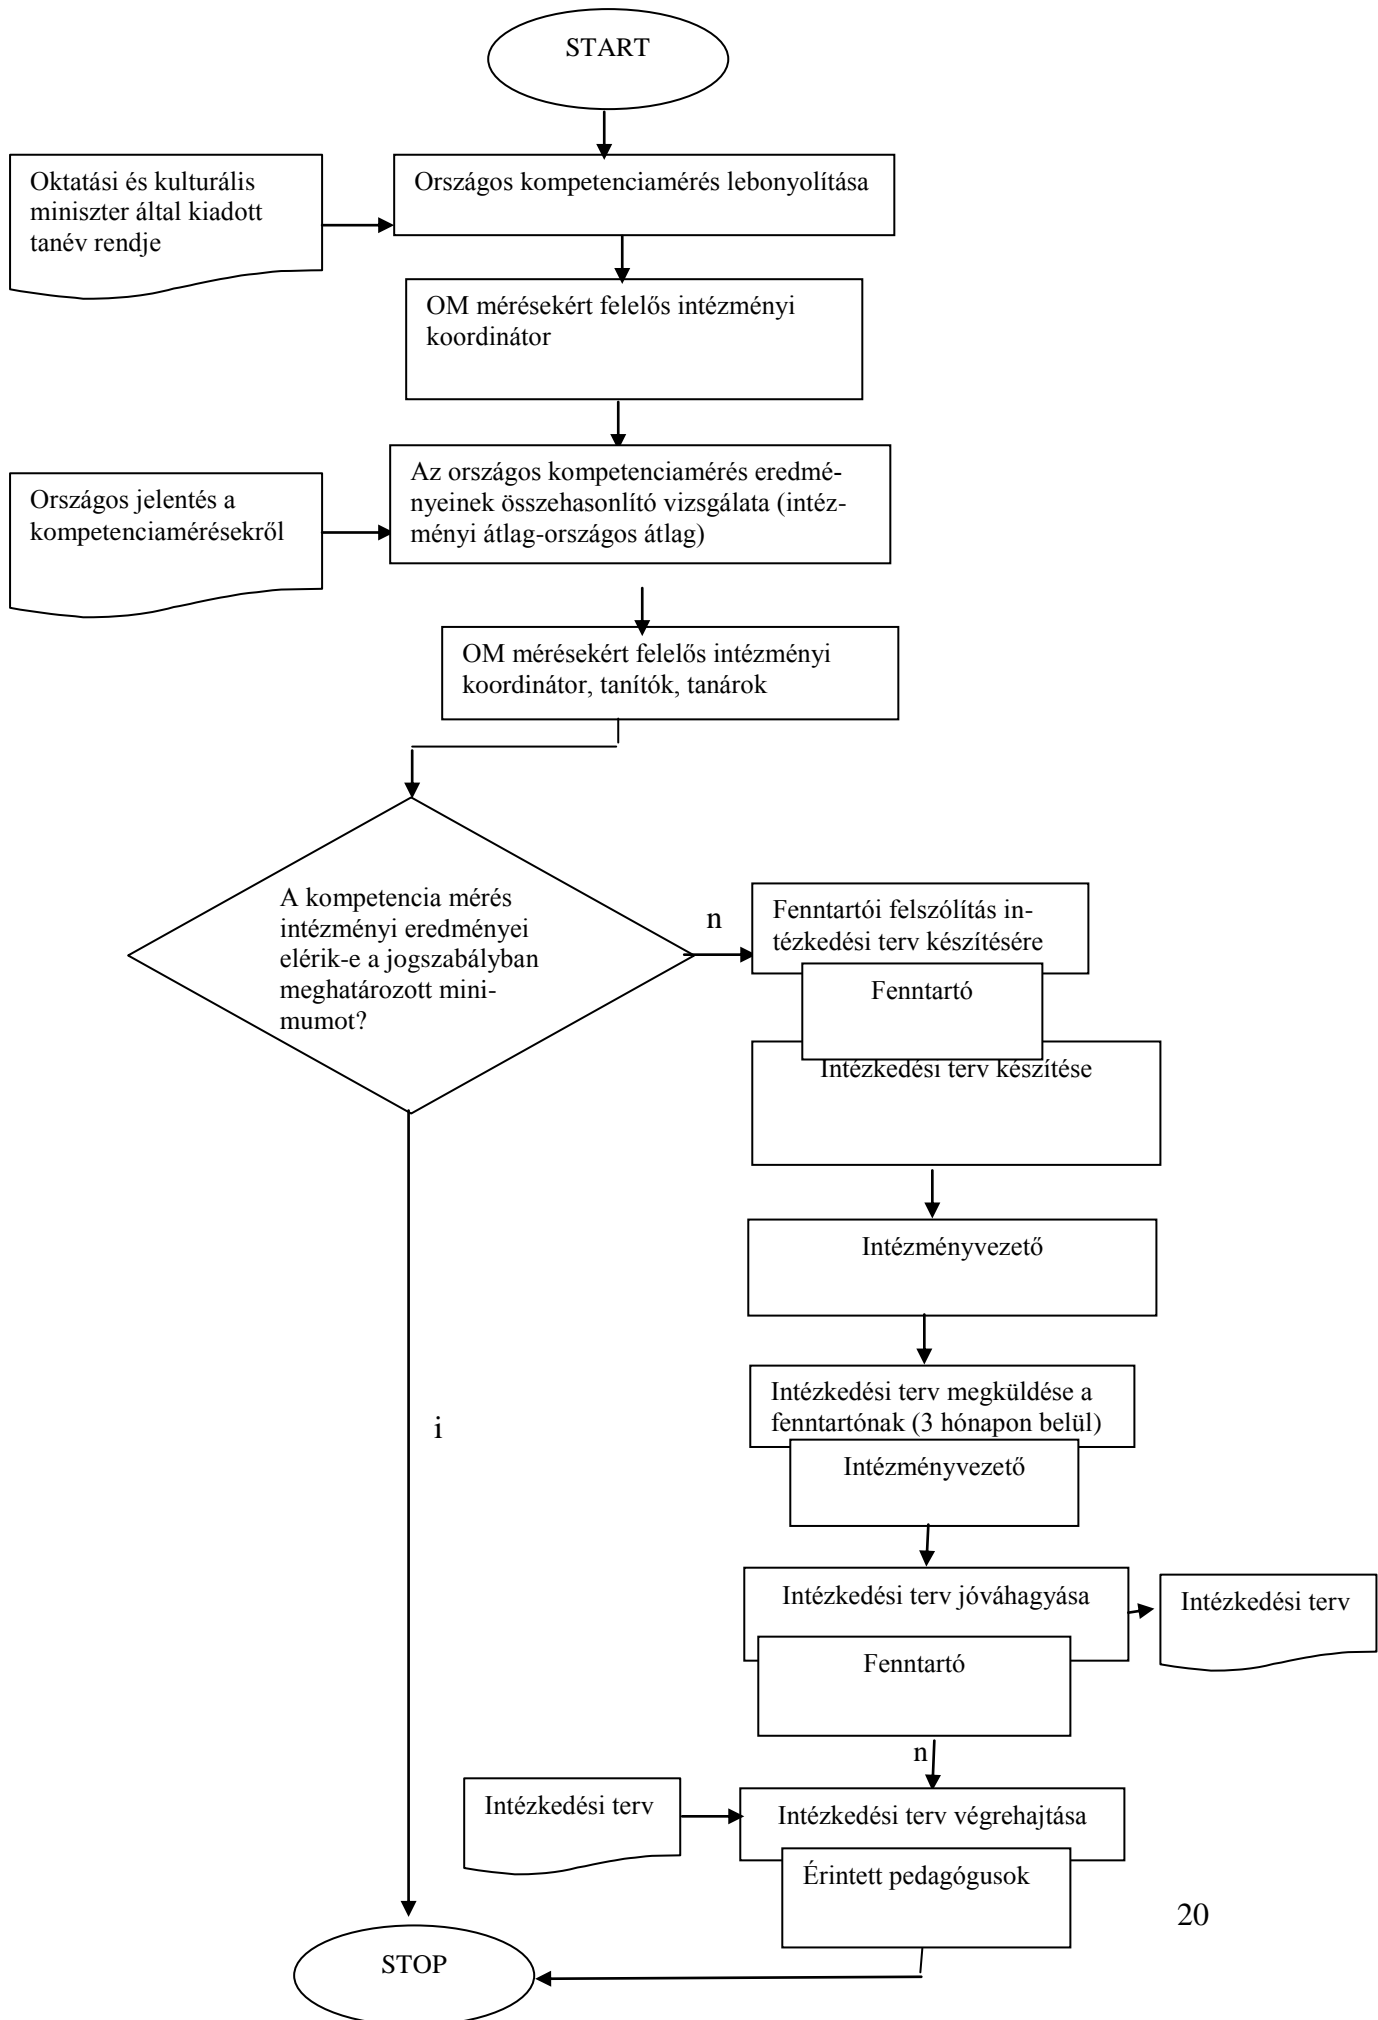 START
Oktatási és kulturális
miniszter által kiadott
tanév rendje
Országos kompetenciamérés lebonyolítása
OM mérésekért felelős intézményi
koordinátor
Országos jelentés a
kompetenciamérésekről
Az országos kompetenciamérés eredmé-
nyeinek összehasonlító vizsgálata (intéz-
ményi átlag-országos átlag)
OM mérésekért felelős intézményi
koordinátor, tanítók, tanárok
A kompetencia mérés
intézményi eredményei
elérik-e a jogszabályban
meghatározott mini-
mumot?
n
Fenntartói felszólítás in-
tézkedési terv készítésére
Fenntartó
Intézkedési terv készítése
Intézményvezető
i
Intézkedési terv megküldése a
fenntartónak (3 hónapon belül)
Intézményvezető
Intézkedési terv jóváhagyása
Intézkedési terv
Fenntartó
n
Intézkedési terv
Intézkedési terv végrehajtása
Érintett pedagógusok
20
STOP